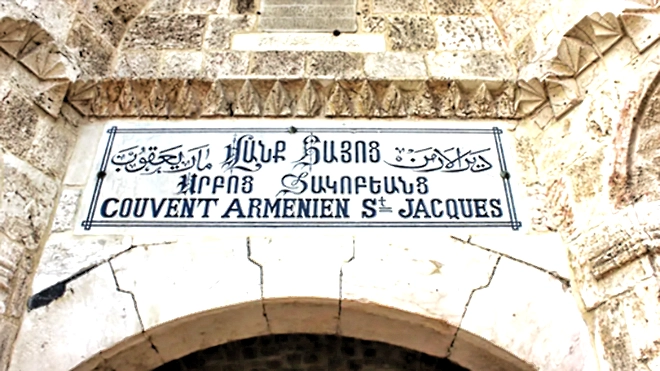 دير الارمن ՎԱՆՔ ՀԱՅՈՑ مار يعقوب
ՍՐԲՈՑ ՅԱԿՈԲԵԱՆՑ
COUVENT ARMENIEN St JACQUES